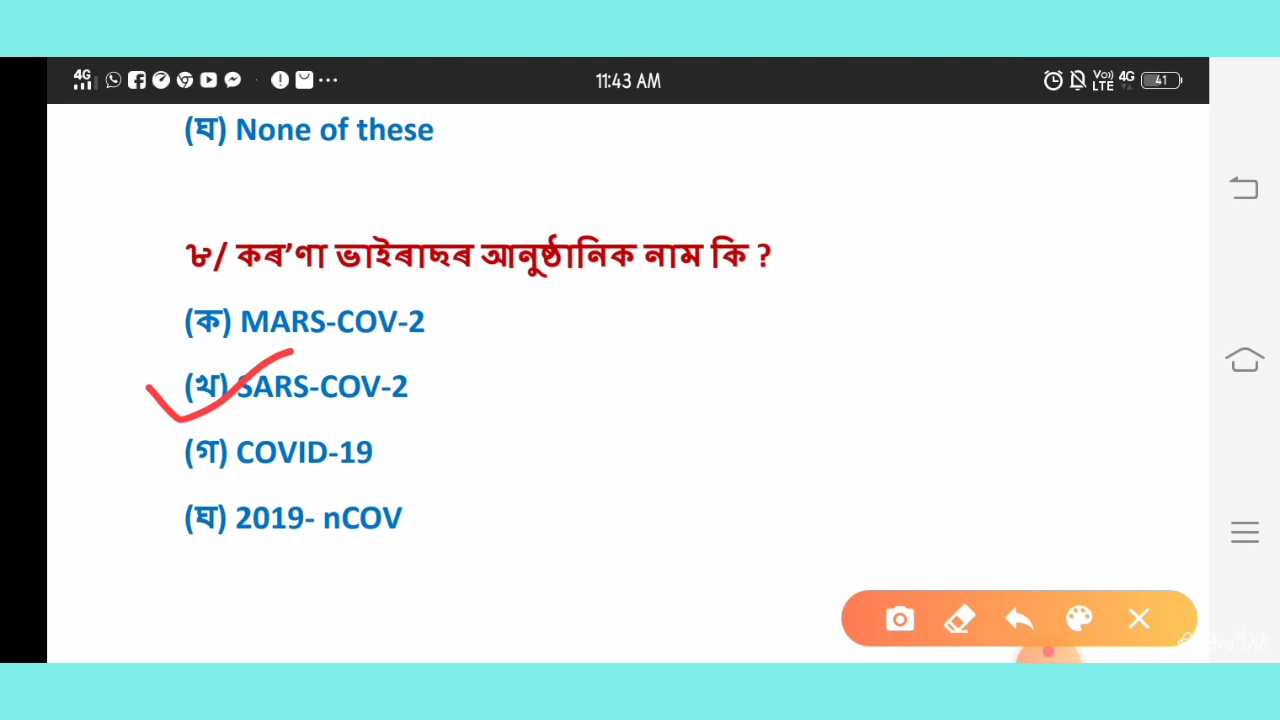 4G 11:43 AM Vo) LTE 4G 41
(ঘ) None of these
৮/ কৰ’ণা ভাইৰাছৰ আনুষ্ঠানিক নাম কি ?
(ক) MARS-COV-2
(খ) SARS-COV-2
(গ) COVID-19
(ঘ) 2019- nCOV